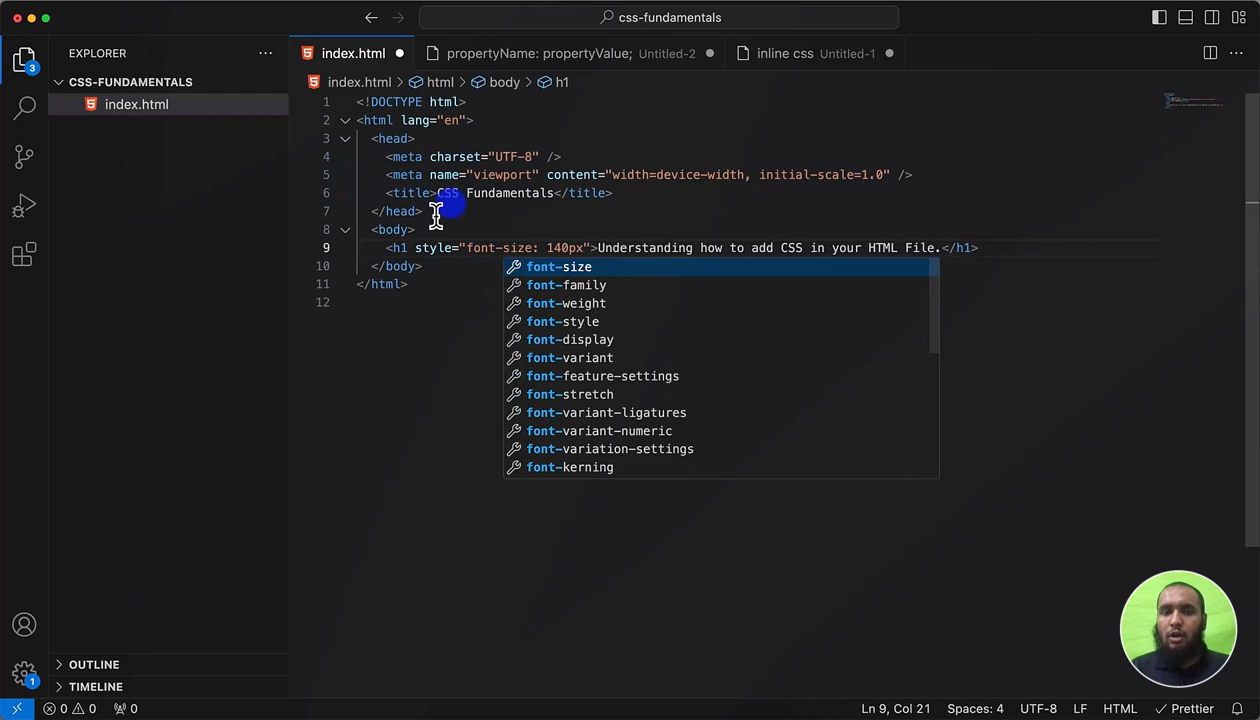 css-fundamentals
EXPLORER
index.html
propertyName: propertyValue; Untitled-2
inline css Untitled-1
CSS-FUNDAMENTALS
index.html
index.html > html > body > h1
1 <!DOCTYPE html>
2 <html lang="en">
3 <head>
4 <meta charset="UTF-8" />
5 <meta name="viewport" content="width=device-width, initial-scale=1.0" />
6 <title>CSS Fundamentals</title>
7 </head>
8 <body>
9 <h1 style="font-size: 140px">Understanding how to add CSS in your HTML File.</h1>
10 </body>
11 </html>
12
font-size
font-family
font-weight
font-style
font-display
font-variant
font-feature-settings
font-stretch
font-variant-ligatures
font-variant-numeric
font-variation-settings
font-kerning
3
1
OUTLINE
TIMELINE
0 0 0
Ln 9, Col 21
Spaces: 4
UTF-8
LF
HTML
Prettier